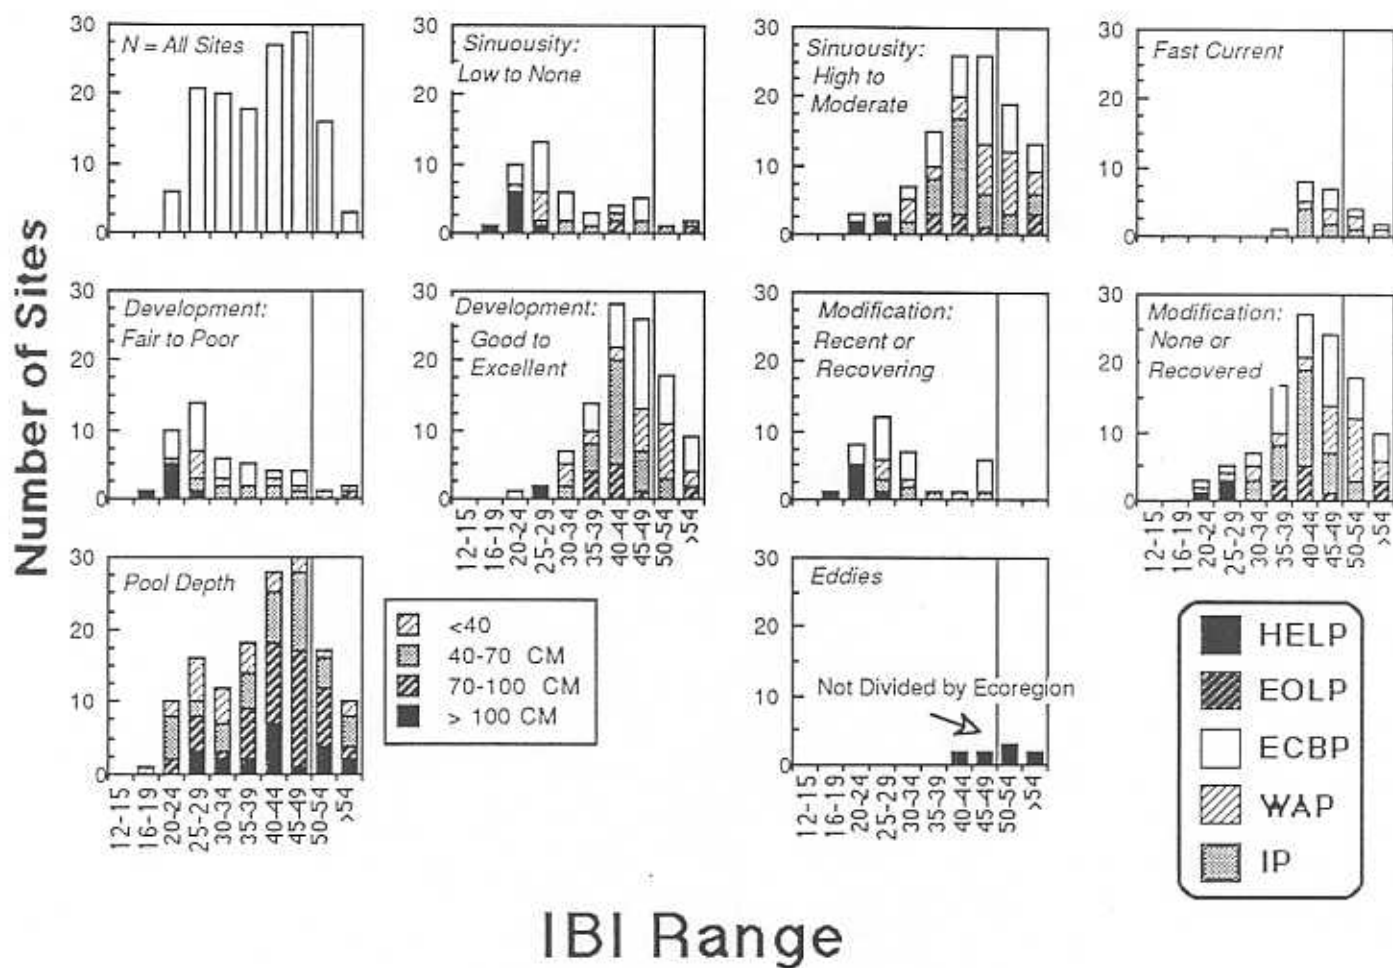 Number of Sites
30
20
10
0
N = All Sites
30
20
10
0
Sinuousity:
Low to None
30
20
10
0
Sinuousity:
High to
Moderate
30
20
10
0
Fast Current
30
20
10
0
Development:
Fair to Poor
30
20
10
0
Development:
Good to
Excellent
12-15
16-19
20-24
25-29
30-34
35-39
40-44
45-49
50-54
>54
30
20
10
0
Modification:
Recent or
Recovering
30
20
10
0
Modification:
None or
Recovered
12-15
16-19
20-24
25-29
30-34
35-39
40-44
45-49
50-54
>54
30
20
10
0
Pool Depth
12-15
16-19
20-24
25-29
30-34
35-39
40-44
45-49
50-54
>54
<40
40-70 CM
70-100 CM
> 100 CM
30
20
10
0
Eddies
Not Divided by Ecoregion
12-15
16-19
20-24
25-29
30-34
35-39
40-44
45-49
50-54
>54
HELP
EOLP
ECBP
WAP
IP
IBI Range